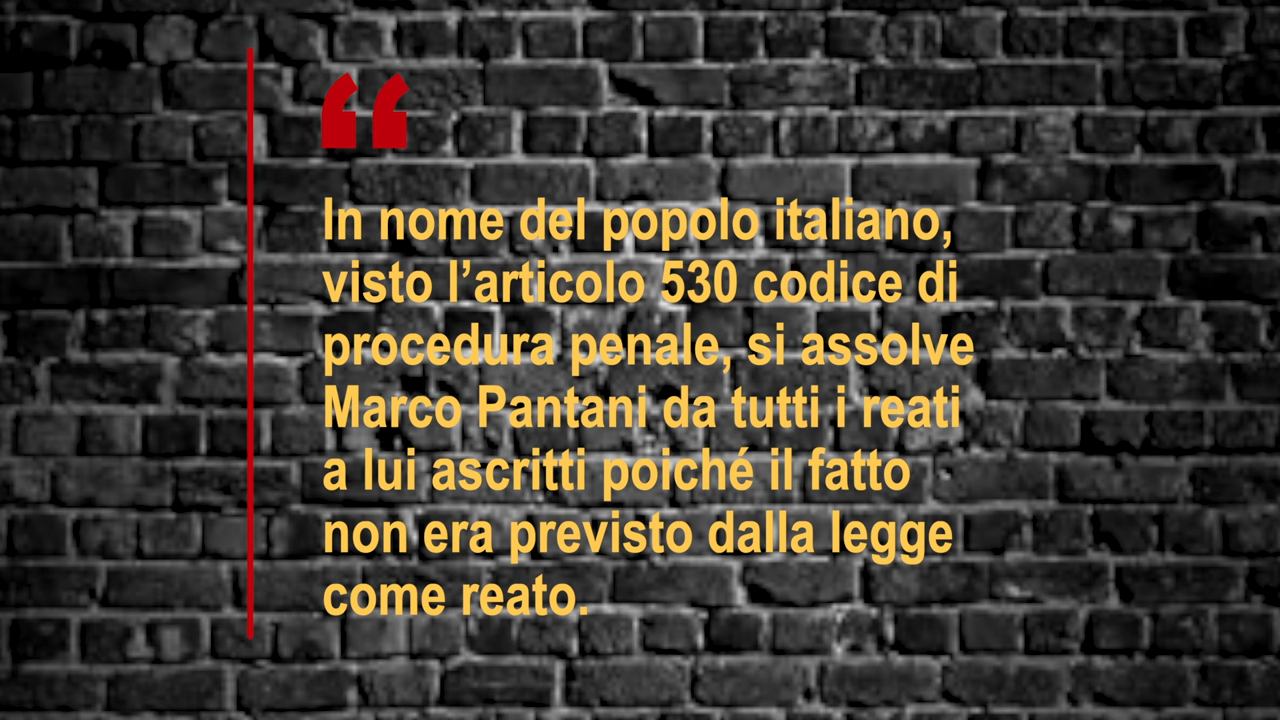 “
In nome del popolo italiano,
visto l’articolo 530 codice di
procedura penale, si assolve
Marco Pantani da tutti i reati
a lui ascritti poiché il fatto
non era previsto dalla legge
come reato.